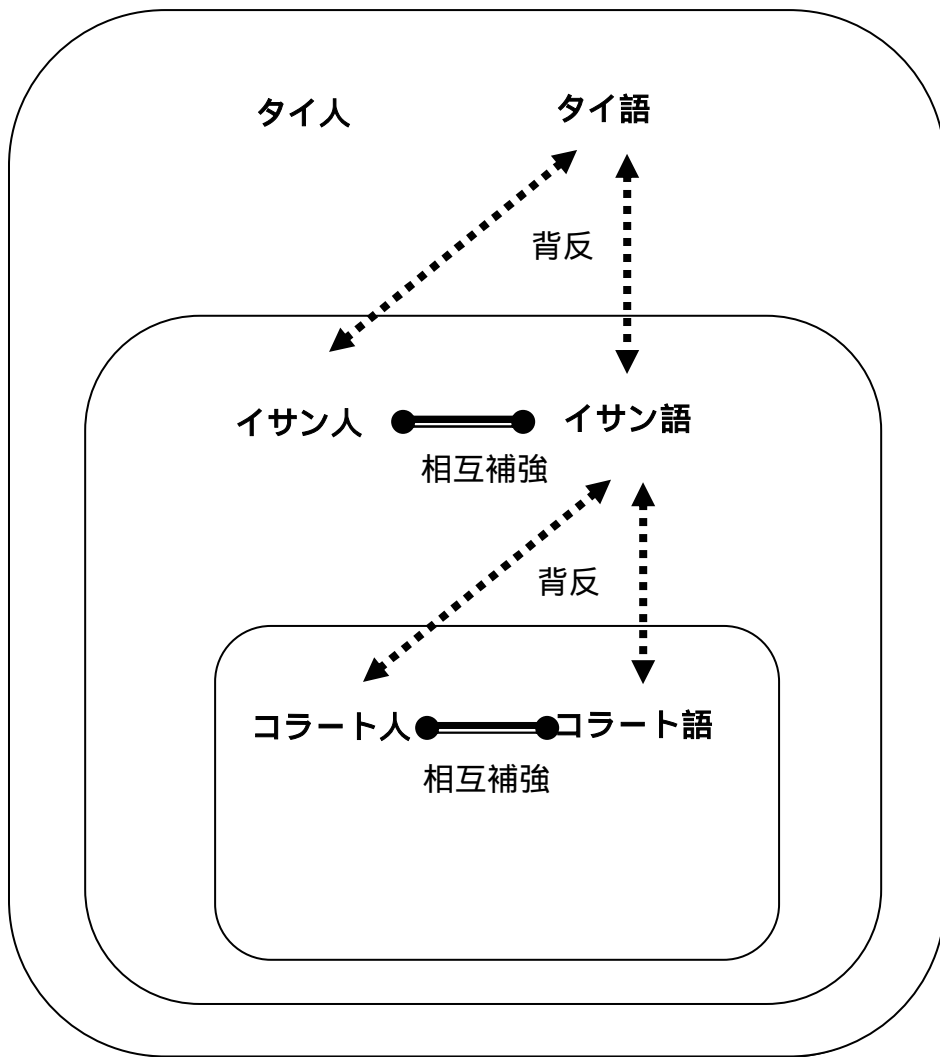 タイ人 タイ語
背反
イサン人 イサン語
相互補強
背反
コラート人 コラート語
相互補強